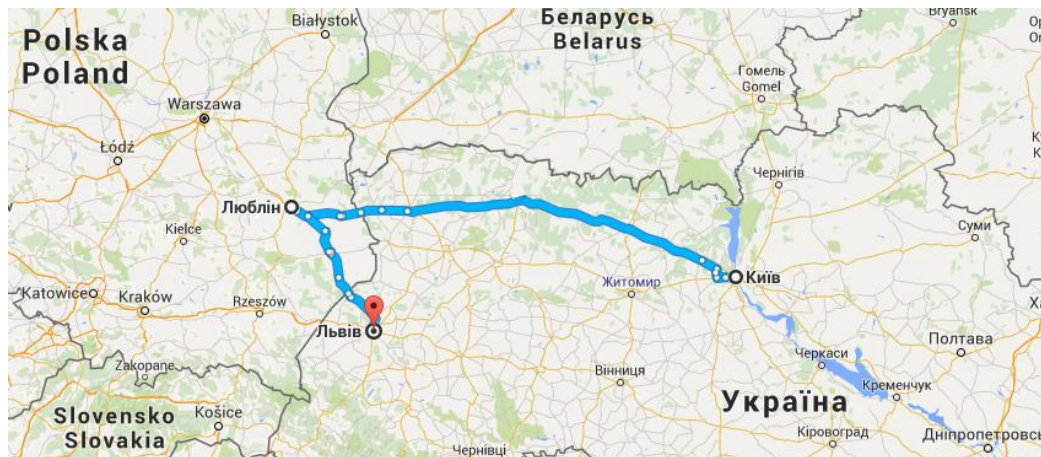 Białystok
Беларусь
Belarus
Bryansk
Polska
Poland
Гомель
Gomel
Warszawa
Łódź
Чернігів
Люблін
Суми
Kielce
Київ
Житомир
Katowice
Kraków
Rzeszów
Львів
Полтава
Черкаси
Zakopane
Вінниця
Кременчук
Україна
Slovensko
Slovakia
Košice
Кіровоград
Дніпропетровсь
Чернівці